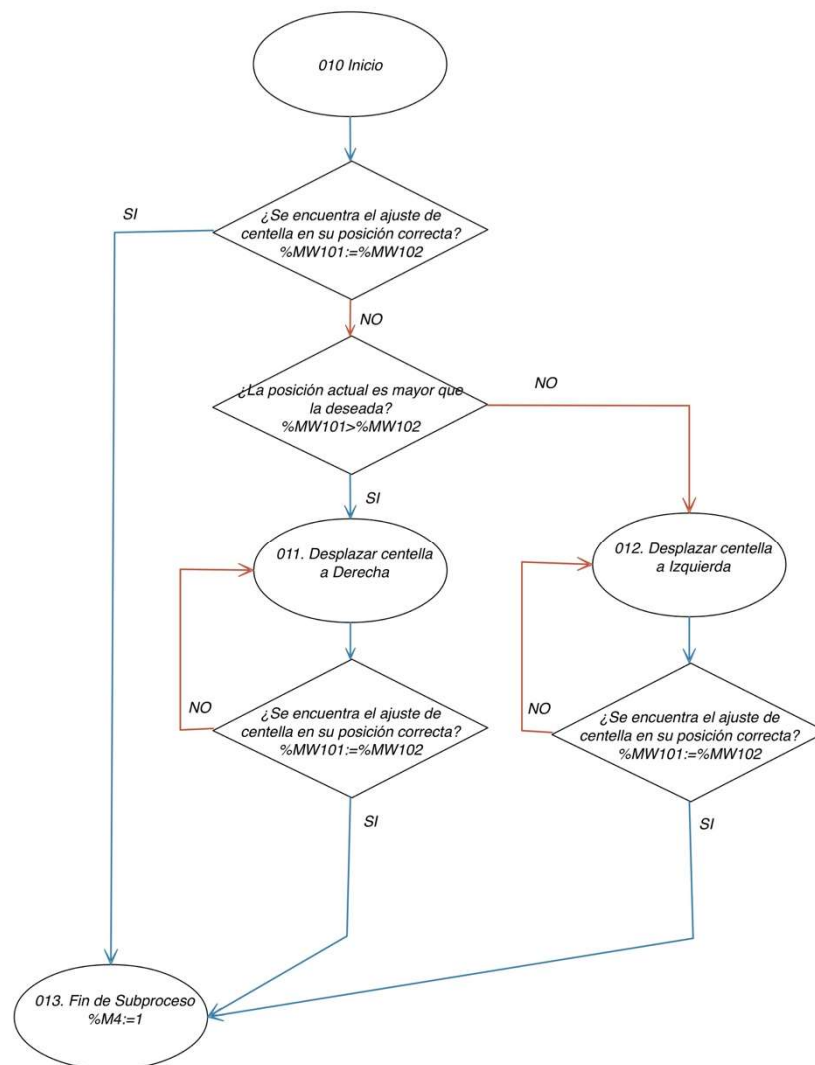 010 Inicio
SI
¿Se encuentra el ajuste de
centella en su posición correcta?
%MW101:=%MW102
NO
¿La posición actual es mayor que
la deseada?
%MW101>%MW102
NO
SI
011. Desplazar centella
a Derecha
012. Desplazar centella
a Izquierda
NO
¿Se encuentra el ajuste de
centella en su posición correcta?
%MW101:=%MW102
NO
¿Se encuentra el ajuste de
centella en su posición correcta?
%MW101:=%MW102
SI
SI
013. Fin de Subproceso
%M4:=1